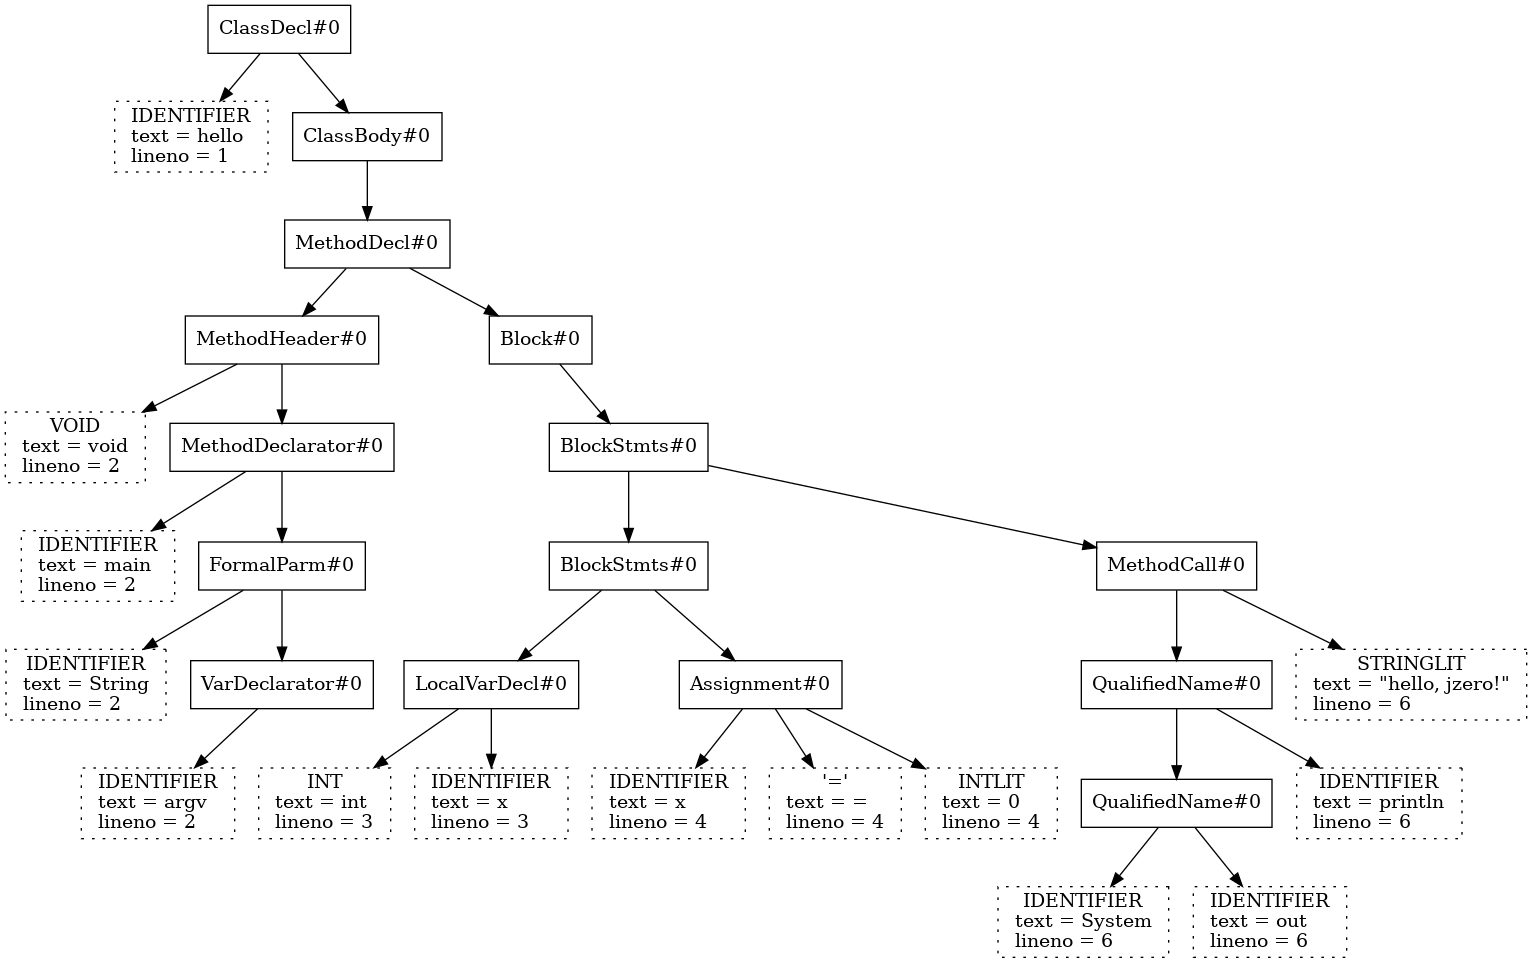 ClassDecl#0
IDENTIFIER
text = hello
lineno = 1
ClassBody#0
MethodDecl#0
MethodHeader#0
Block#0
VOID
text = void
lineno = 2
MethodDeclarator#0
BlockStmts#0
IDENTIFIER
text = main
lineno = 2
FormalParm#0
BlockStmts#0
MethodCall#0
IDENTIFIER
text = String
lineno = 2
VarDeclarator#0
LocalVarDecl#0
Assignment#0
QualifiedName#0
STRINGLIT
text = "hello, jzero!"
lineno = 6
IDENTIFIER
text = argv
lineno = 2
INT
text = int
lineno = 3
IDENTIFIER
text = x
lineno = 3
IDENTIFIER
text = x
lineno = 4
'='
text = =
lineno = 4
INTLIT
text = 0
lineno = 4
QualifiedName#0
IDENTIFIER
text = println
lineno = 6
IDENTIFIER
text = System
lineno = 6
IDENTIFIER
text = out
lineno = 6